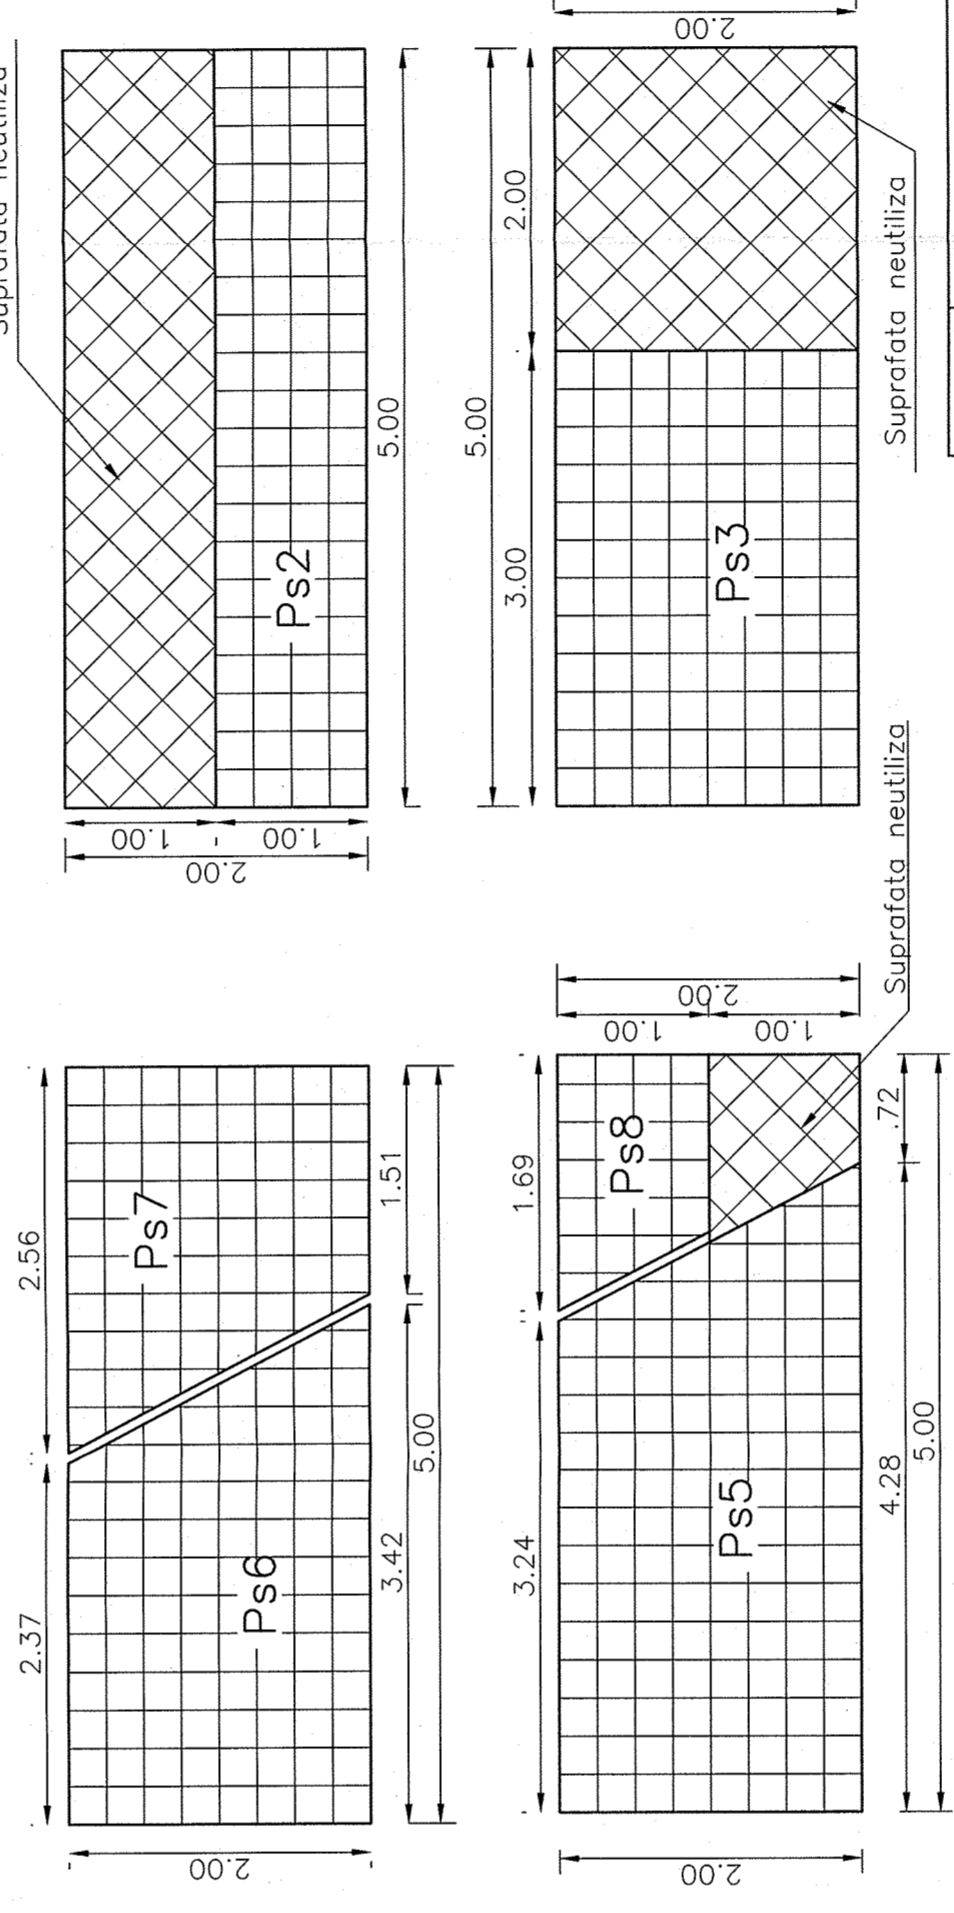 Suprafata neutiliza
1.00
1.00
2.00
Ps2
5.00
2.00
5.00
3.00
2.00
Ps3
Suprafata neutiliza
2.56
2.37
Ps7
Ps6
2.00
1.51
3.42
5.00
1.69
3.24
Ps8
Ps5
1.00
1.00
2.00
2.00
.72
4.28
5.00
Suprafata neutiliza